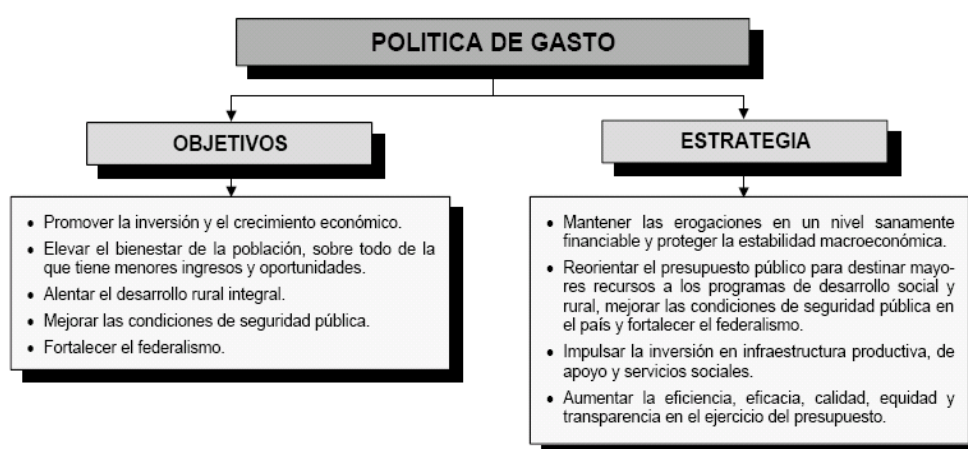 POLITICA DE GASTO
OBJETIVOS
• Promover la inversión y el crecimiento económico.
• Elevar el bienestar de la población, sobre todo de la
que tiene menores ingresos y oportunidades.
• Alentar el desarrollo rural integral.
• Mejorar las condiciones de seguridad pública.
• Fortalecer el federalismo.
ESTRATEGIA
• Mantener las erogaciones en un nivel sanamente
financiable y proteger la estabilidad macroeconómica.
• Reorientar el presupuesto público para destinar mayo-
res recursos a los programas de desarrollo social y
rural, mejorar las condiciones de seguridad pública en
el país y fortalecer el federalismo.
• Impulsar la inversión en infraestructura productiva, de
apoyo y servicios sociales.
• Aumentar la eficiencia, eficacia, calidad, equidad y
transparencia en el ejercicio del presupuesto.